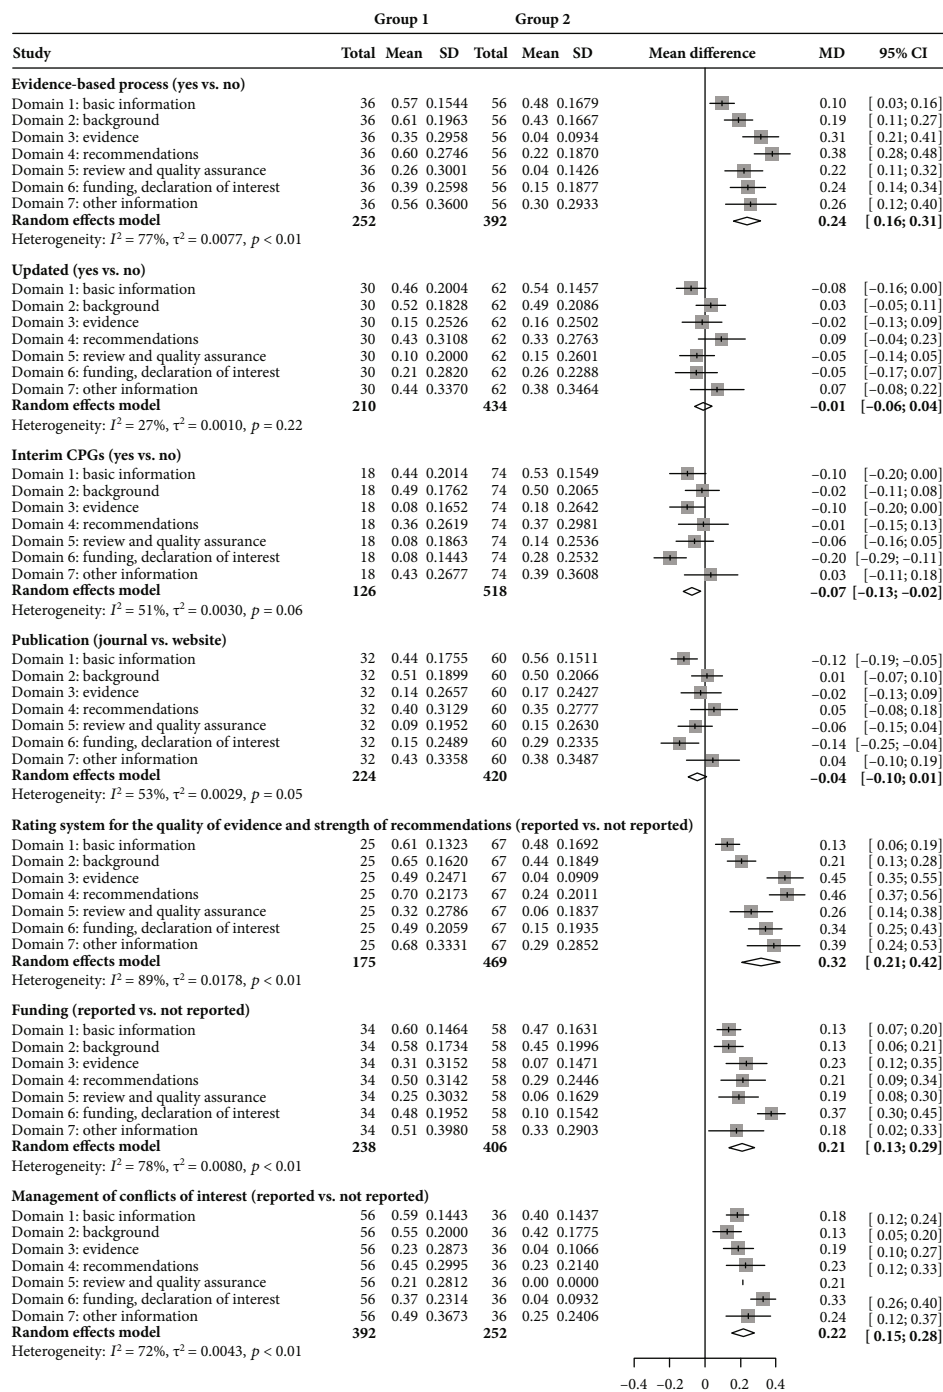 Group 1 Group 2
Study Total Mean SD Total Mean SD Mean difference MD 95% CI
Evidence-based process (yes vs. no)
Domain 1: basic information 36 0.57 0.1544 56 0.48 0.1679 0.10 [ 0.03; 0.16]
Domain 2: background 36 0.61 0.1963 56 0.43 0.1667 0.19 [ 0.11; 0.27]
Domain 3: evidence 36 0.35 0.2958 56 0.04 0.0934 0.31 [ 0.21; 0.41]
Domain 4: recommendations 36 0.60 0.2746 56 0.22 0.1870 0.38 [ 0.28; 0.48]
Domain 5: review and quality assurance 36 0.26 0.3001 56 0.04 0.1426 0.22 [ 0.11; 0.32]
Domain 6: funding, declaration of interest 36 0.39 0.2598 56 0.15 0.1877 0.24 [ 0.14; 0.34]
Domain 7: other information 36 0.56 0.3600 56 0.30 0.2933 0.26 [ 0.12; 0.40]
Random effects model 252 392 0.24 [ 0.16; 0.31]
Heterogeneity: I² = 77%, τ² = 0.0077, p < 0.01
Updated (yes vs. no)
Domain 1: basic information 30 0.46 0.2004 62 0.54 0.1457 −0.08 [−0.16; 0.00]
Domain 2: background 30 0.52 0.1828 62 0.49 0.2086 0.03 [−0.05; 0.11]
Domain 3: evidence 30 0.15 0.2526 62 0.16 0.2502 −0.02 [−0.13; 0.09]
Domain 4: recommendations 30 0.43 0.3108 62 0.33 0.2763 0.09 [−0.04; 0.23]
Domain 5: review and quality assurance 30 0.10 0.2000 62 0.15 0.2601 −0.05 [−0.14; 0.05]
Domain 6: funding, declaration of interest 30 0.21 0.2820 62 0.26 0.2288 −0.05 [−0.17; 0.07]
Domain 7: other information 30 0.44 0.3370 62 0.38 0.3464 0.07 [−0.08; 0.22]
Random effects model 210 434 −0.01 [−0.06; 0.04]
Heterogeneity: I² = 27%, τ² = 0.0010, p = 0.22
Interim CPGs (yes vs. no)
Domain 1: basic information 18 0.44 0.2014 74 0.53 0.1549 −0.10 [−0.20; 0.00]
Domain 2: background 18 0.49 0.1762 74 0.50 0.2065 −0.02 [−0.11; 0.08]
Domain 3: evidence 18 0.08 0.1652 74 0.18 0.2642 −0.10 [−0.20; 0.00]
Domain 4: recommendations 18 0.36 0.2619 74 0.37 0.2981 −0.01 [−0.15; 0.13]
Domain 5: review and quality assurance 18 0.08 0.1863 74 0.14 0.2536 −0.06 [−0.16; 0.05]
Domain 6: funding, declaration of interest 18 0.08 0.1443 74 0.28 0.2532 −0.20 [−0.29; −0.11]
Domain 7: other information 18 0.43 0.2677 74 0.39 0.3608 0.03 [−0.11; 0.18]
Random effects model 126 518 −0.07 [−0.13; −0.02]
Heterogeneity: I² = 51%, τ² = 0.0030, p = 0.06
Publication (journal vs. website)
Domain 1: basic information 32 0.44 0.1755 60 0.56 0.1511 −0.12 [−0.19; −0.05]
Domain 2: background 32 0.51 0.1899 60 0.50 0.2066 0.01 [−0.07; 0.10]
Domain 3: evidence 32 0.14 0.2657 60 0.17 0.2427 −0.02 [−0.13; 0.09]
Domain 4: recommendations 32 0.40 0.3129 60 0.35 0.2777 0.05 [−0.08; 0.18]
Domain 5: review and quality assurance 32 0.09 0.1952 60 0.15 0.2630 −0.06 [−0.15; 0.04]
Domain 6: funding, declaration of interest 32 0.15 0.2489 60 0.29 0.2335 −0.14 [−0.25; −0.04]
Domain 7: other information 32 0.43 0.3358 60 0.38 0.3487 0.04 [−0.10; 0.19]
Random effects model 224 420 −0.04 [−0.10; 0.01]
Heterogeneity: I² = 53%, τ² = 0.0029, p = 0.05
Rating system for the quality of evidence and strength of recommendations (reported vs. not reported)
Domain 1: basic information 25 0.61 0.1323 67 0.48 0.1692 0.13 [ 0.06; 0.19]
Domain 2: background 25 0.65 0.1620 67 0.44 0.1849 0.21 [ 0.13; 0.28]
Domain 3: evidence 25 0.49 0.2471 67 0.04 0.0909 0.45 [ 0.35; 0.55]
Domain 4: recommendations 25 0.70 0.2173 67 0.24 0.2011 0.46 [ 0.37; 0.56]
Domain 5: review and quality assurance 25 0.32 0.2786 67 0.06 0.1837 0.26 [ 0.14; 0.38]
Domain 6: funding, declaration of interest 25 0.49 0.2059 67 0.15 0.1935 0.34 [ 0.25; 0.43]
Domain 7: other information 25 0.68 0.3331 67 0.29 0.2852 0.39 [ 0.24; 0.53]
Random effects model 175 469 0.32 [ 0.21; 0.42]
Heterogeneity: I² = 89%, τ² = 0.0178, p < 0.01
Funding (reported vs. not reported)
Domain 1: basic information 34 0.60 0.1464 58 0.47 0.1631 0.13 [ 0.07; 0.20]
Domain 2: background 34 0.58 0.1734 58 0.45 0.1996 0.13 [ 0.06; 0.21]
Domain 3: evidence 34 0.31 0.3152 58 0.07 0.1471 0.23 [ 0.12; 0.35]
Domain 4: recommendations 34 0.50 0.3142 58 0.29 0.2446 0.21 [ 0.09; 0.34]
Domain 5: review and quality assurance 34 0.25 0.3032 58 0.06 0.1629 0.19 [ 0.08; 0.30]
Domain 6: funding, declaration of interest 34 0.48 0.1952 58 0.10 0.1542 0.37 [ 0.30; 0.45]
Domain 7: other information 34 0.51 0.3980 58 0.33 0.2903 0.18 [ 0.02; 0.33]
Random effects model 238 406 0.21 [ 0.13; 0.29]
Heterogeneity: I² = 78%, τ² = 0.0080, p < 0.01
Management of conflicts of interest (reported vs. not reported)
Domain 1: basic information 56 0.59 0.1443 36 0.40 0.1437 0.18 [ 0.12; 0.24]
Domain 2: background 56 0.55 0.2000 36 0.42 0.1775 0.13 [ 0.05; 0.20]
Domain 3: evidence 56 0.23 0.2873 36 0.04 0.1066 0.19 [ 0.10; 0.27]
Domain 4: recommendations 56 0.45 0.2995 36 0.23 0.2140 0.23 [ 0.12; 0.33]
Domain 5: review and quality assurance 56 0.21 0.2812 36 0.00 0.0000 0.21
Domain 6: funding, declaration of interest 56 0.37 0.2314 36 0.04 0.0932 0.33 [ 0.26; 0.40]
Domain 7: other information 56 0.49 0.3673 36 0.25 0.2406 0.24 [ 0.12; 0.37]
Random effects model 392 252 0.22 [ 0.15; 0.28]
Heterogeneity: I² = 72%, τ² = 0.0043, p < 0.01
−0.4 −0.2 0 0.2 0.4